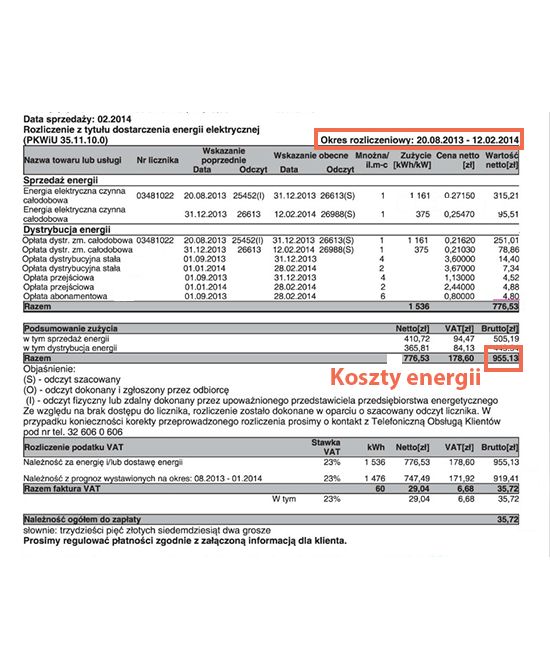 Data sprzedaży: 02.2014
Rozliczenie z tytułu dostarczenia energii elektrycznej
(PKWiU 35.11.10.0) Okres rozliczeniowy: 20.08.2013 - 12.02.2014
Nazwa towaru lub usługi Nr licznika Wskazanie poprzednie Data Odczyt Wskazanie obecne Data Odczyt Mnożna/ il.m-c Zużycie [kWh/kW] Cena netto [zł] Wartość netto[zł]
Sprzedaż energii
Energia elektryczna czynna całodobowa 03481022 20.08.2013 25452(I) 31.12.2013 26613(S) 1 1 161 0.27150 315,21
Energia elektryczna czynna całodobowa 31.12.2013 26613 12.02.2014 26988(S) 1 375 0,25470 95,51
Dystrybucja energii
Opłata dystr. zm. całodobowa 03481022 20.08.2013 25452(I) 31.12.2013 26613(S) 1 1 161 0,21620 251,01
Opłata dystr. zm. całodobowa 31.12.2013 26613 12.02.2014 26988(S) 1 375 0,21030 78,86
Opłata dystrybucyjna stała 01.09.2013 31.12.2013 4 3,60000 14,40
Opłata dystrybucyjna stała 01.01.2014 28.02.2014 2 3,67000 7,34
Opłata przejściowa 01.09.2013 31.12.2013 4 1,13000 4,52
Opłata przejściowa 01.01.2014 28.02.2014 2 2,44000 4,88
Opłata abonamentowa 01.09.2013 28.02.2014 6 0,80000 4,80
Razem 1 536 776,53
Podsumowanie zużycia Netto[zł] VAT[zł] Brutto[zł]
w tym sprzedaż energii 410,72 94,47 505,19
w tym dystrybucja energii 365,81 84,13
Razem 776,53 178,60 955.13
Koszty energii
Objaśnienie:
(S) - odczyt szacowany
(O) - odczyt dokonany i zgłoszony przez odbiorcę
(I) - odczyt fizyczny lub zdalny dokonany przez upoważnionego przedstawiciela przedsiębiorstwa energetycznego
Ze względu na brak dostępu do licznika, rozliczenie zostało dokonane w oparciu o szacowany odczyt licznika. W
przypadku konieczności korekty przeprowadzonego rozliczenia prosimy o kontakt z Telefoniczną Obsługą Klientów
pod nr tel. 32 606 0 606
Rozliczenie podatku VAT Stawka VAT kWh Netto[zł] VAT[zł] Brutto[zł]
Należność za energię i/lub dostawę energii 23% 1 536 776,53 178,60 955,13
Należność z prognoz wystawionych na okres: 08.2013 - 01.2014 23% 1 476 747,49 171,92 919,41
Razem faktura VAT 60 29,04 6,68 35,72
W tym 23% 29,04 6,68 35,72
Należność ogółem do zapłaty 35,72
słownie: trzydzieści pięć złotych siedemdziesiąt dwa grosze
Prosimy regulować płatności zgodnie z załączoną informacją dla klienta.